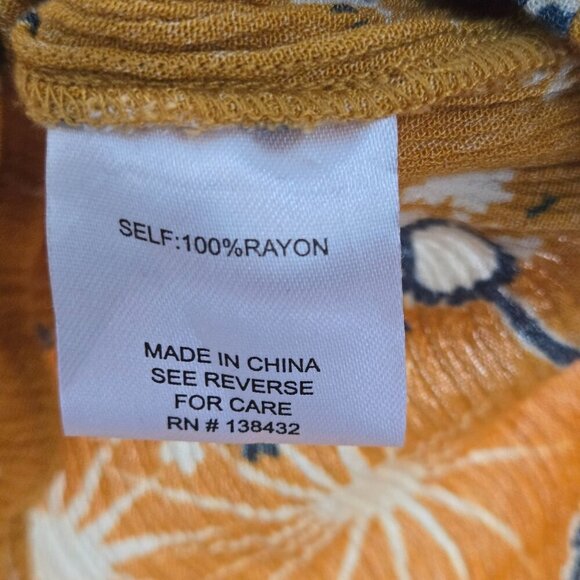 SELF:100%RAYON
MADE IN CHINA
SEE REVERSE
FOR CARE
RN # 138432